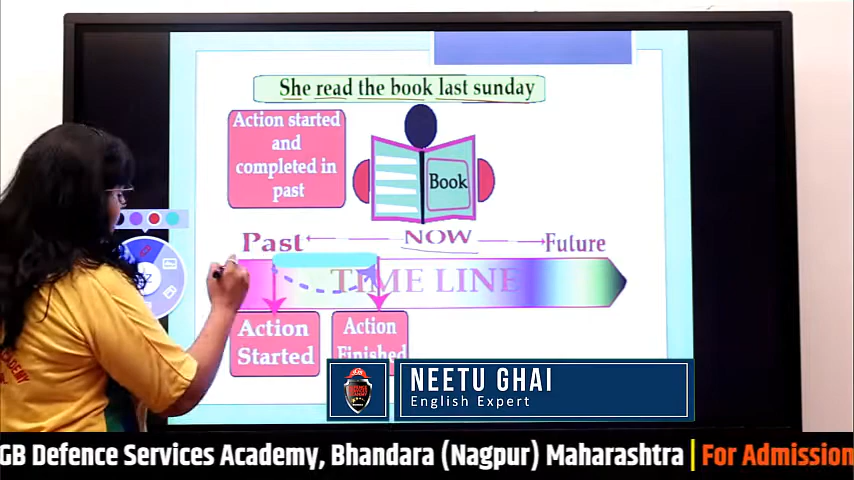 She read the book last sunday
Action started
and
completed in
past
Book
Past
NOW
Future
TIME LINE
Action
Started
Action
Finished
NEETU GHAI
English Expert
GB Defence Services Academy, Bhandara (Nagpur) Maharashtra | For Admission